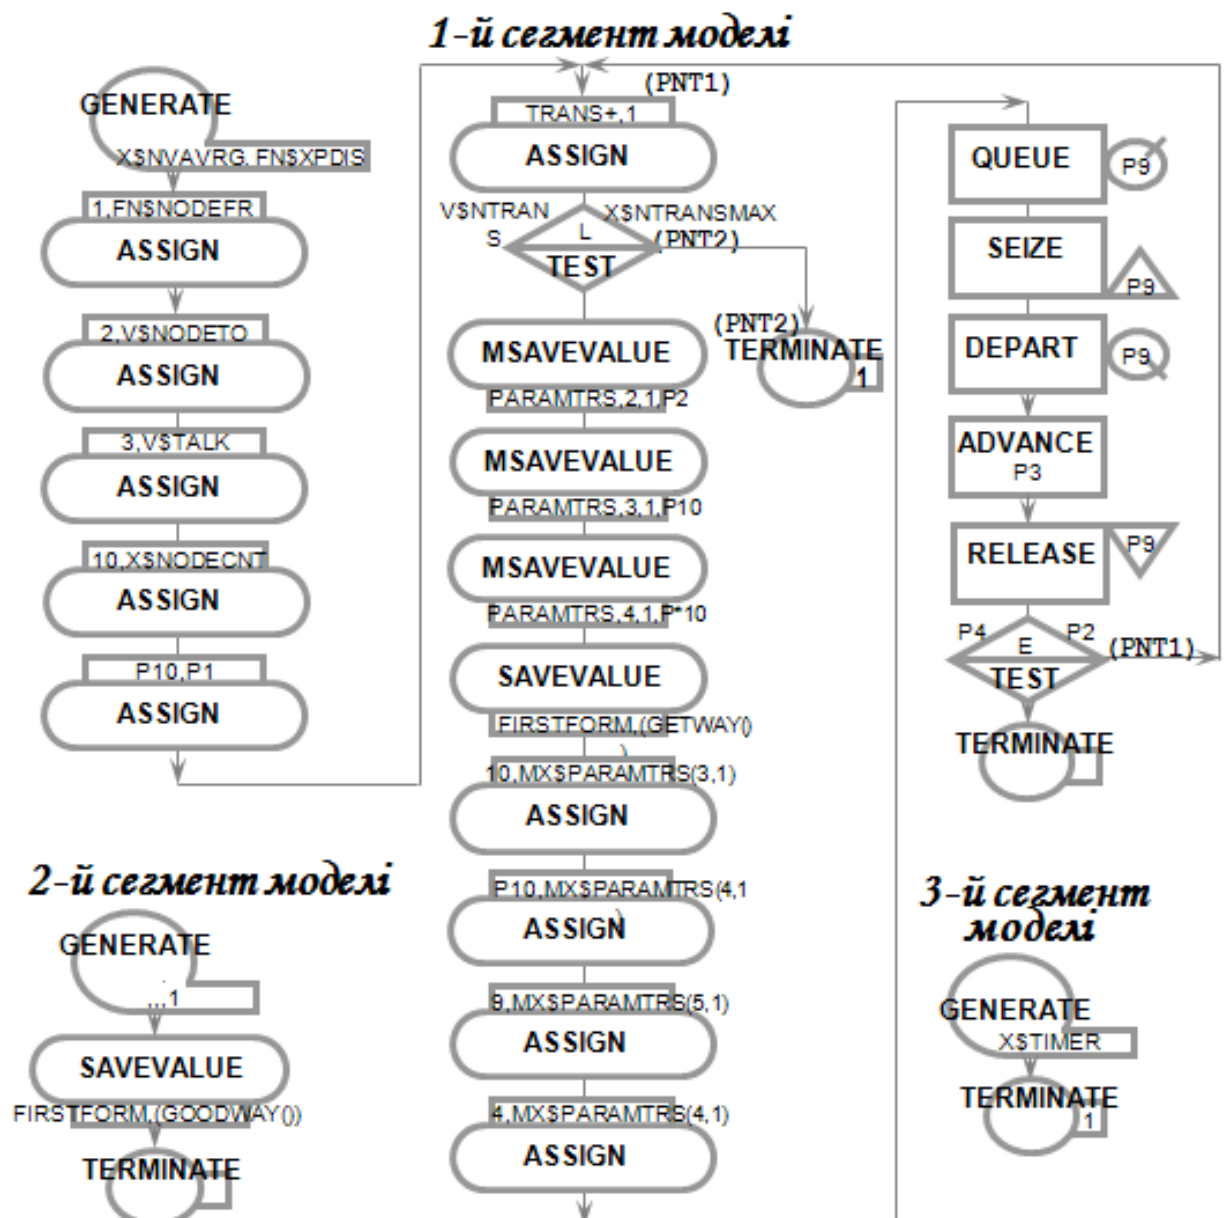 1-й сегмент моделі
GENERATE
X$NVAVRG.FN$XPDIS
1,FN$NODEFR
ASSIGN
2,V$NODETO
ASSIGN
3,V$TALK
ASSIGN
10,X$NODECNT
ASSIGN
P10,P1
ASSIGN
(PNT1)
TRANS+,1
ASSIGN
V$NTRAN
S
X$NTRANSMAX
L
(PNT2)
TEST
(PNT2)
TERMINATE
1
MSAVEVALUE
PARAMTRS,2,1,P2
MSAVEVALUE
PARAMTRS,3,1,P10
MSAVEVALUE
PARAMTRS,4,1,P*10
SAVEVALUE
FIRSTFORM,(GETWAY()
)
10,MX$PARAMTRS(3,1)
ASSIGN
P10,MX$PARAMTRS(4,1
)
ASSIGN
9,MX$PARAMTRS(5,1)
ASSIGN
4,MX$PARAMTRS(4,1)
ASSIGN
QUEUE
P9
SEIZE
P9
DEPART
P9
ADVANCE
P3
RELEASE
P9
P4
E
P2
(PNT1)
TEST
TERMINATE
2-й сегмент моделі
GENERATE
,,,1
SAVEVALUE
FIRSTFORM,(GOODWAY())
TERMINATE
3-й сегмент
моделі
GENERATE
X$TIMER
TERMINATE
1